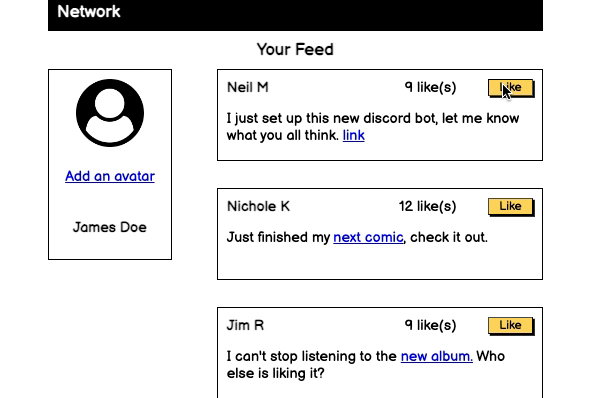 Network
Your Feed
Add an avatar
James Doe
Neil M 9 like(s) Like
I just set up this new discord bot, let me know
what you all think. link
Nichole K 12 like(s) Like
Just finished my next comic, check it out.
Jim R 9 like(s) Like
I can't stop listening to the new album. Who
else is liking it?